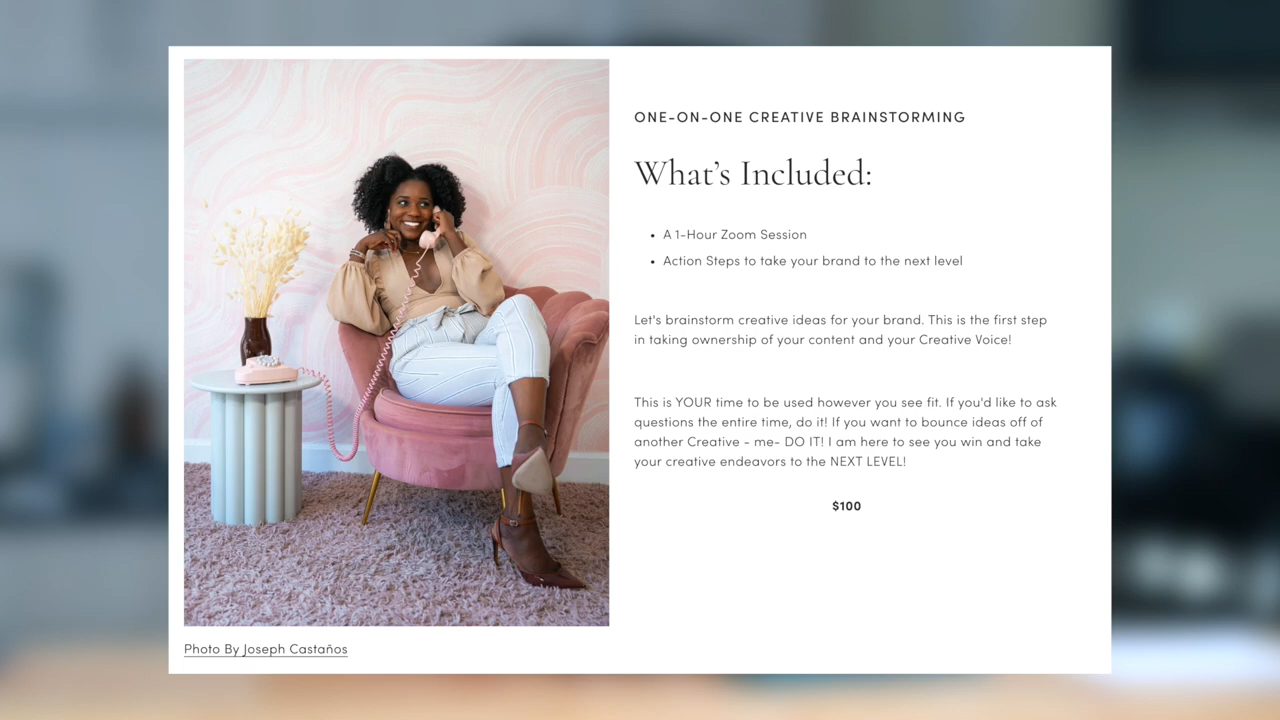 ONE-ON-ONE CREATIVE BRAINSTORMING
What's Included:
• A 1-Hour Zoom Session
• Action Steps to take your brand to the next level
Let's brainstorm creative ideas for your brand. This is the first step
in taking ownership of your content and your Creative Voice!
This is YOUR time to be used however you see fit. If you'd like to ask
questions the entire time, do it! If you want to bounce ideas off of
another Creative - me- DO IT! I am here to see you win and take
your creative endeavors to the NEXT LEVEL!
$100
Photo By Joseph Castaños